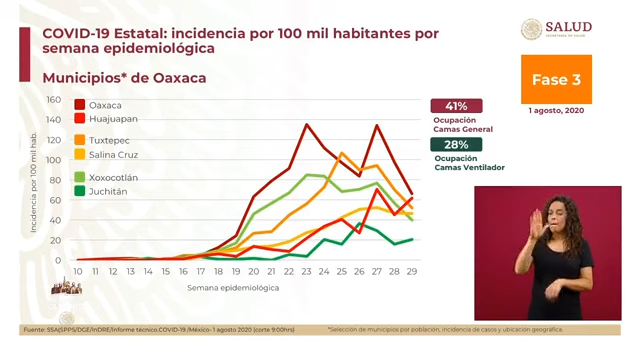 COVID-19 Estatal: incidencia por 100 mil habitantes por
semana epidemiológica
SALUD
SECRETARÍA DE SALUD
Municipios* de Oaxaca
Fase 3
1 agosto, 2020
160
140
120
100
80
60
40
20
0
Incidencia por 100 mil hab.
Oaxaca
Huajuapan
Tuxtepec
Salina Cruz
Xoxocotlán
Juchitán
41%
Ocupación
Camas General
28%
Ocupación
Camas Ventilador
10 11 12 13 14 15 16 17 18 19 20 21 22 23 24 25 26 27 28 29
Semana epidemiológica
Fuente: SSA(SPPS/DGE/InDRE/Informe técnico.COVID-19 /México- 1 agosto 2020 (corte 9:00hrs)
*Selección de municipios por población, incidencia de casos y ubicación geográfica.